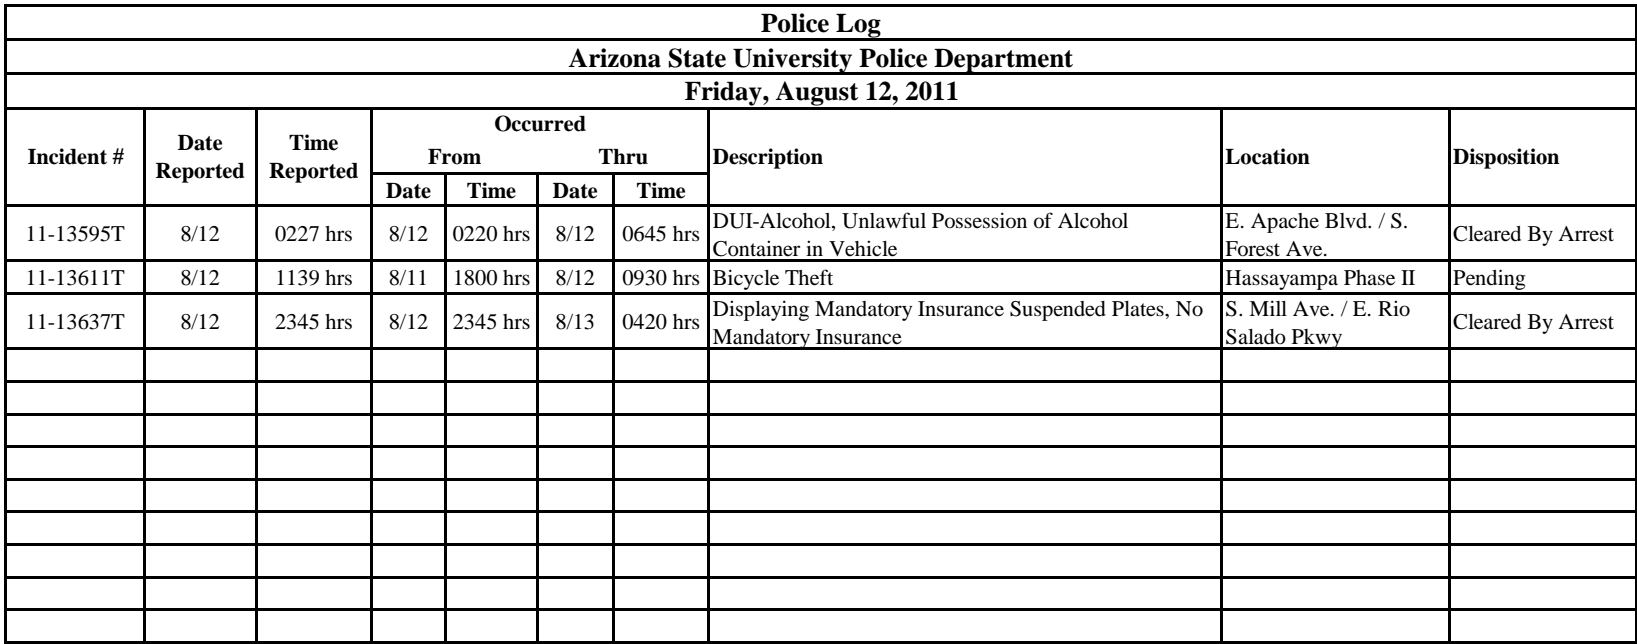 Police Log
Arizona State University Police Department
Friday, August 12, 2011
Incident # Date Reported Time Reported Occurred Description Location Disposition
From Thru
Date Time Date Time
11-13595T 8/12 0227 hrs 8/12 0220 hrs 8/12 0645 hrs DUI-Alcohol, Unlawful Possession of Alcohol E. Apache Blvd. / S. Cleared By Arrest
Container in Vehicle Forest Ave.
11-13611T 8/12 1139 hrs 8/11 1800 hrs 8/12 0930 hrs Bicycle Theft Hassayampa Phase II Pending
11-13637T 8/12 2345 hrs 8/12 2345 hrs 8/13 0420 hrs Displaying Mandatory Insurance Suspended Plates, No S. Mill Ave. / E. Rio Cleared By Arrest
Mandatory Insurance Salado Pkwy